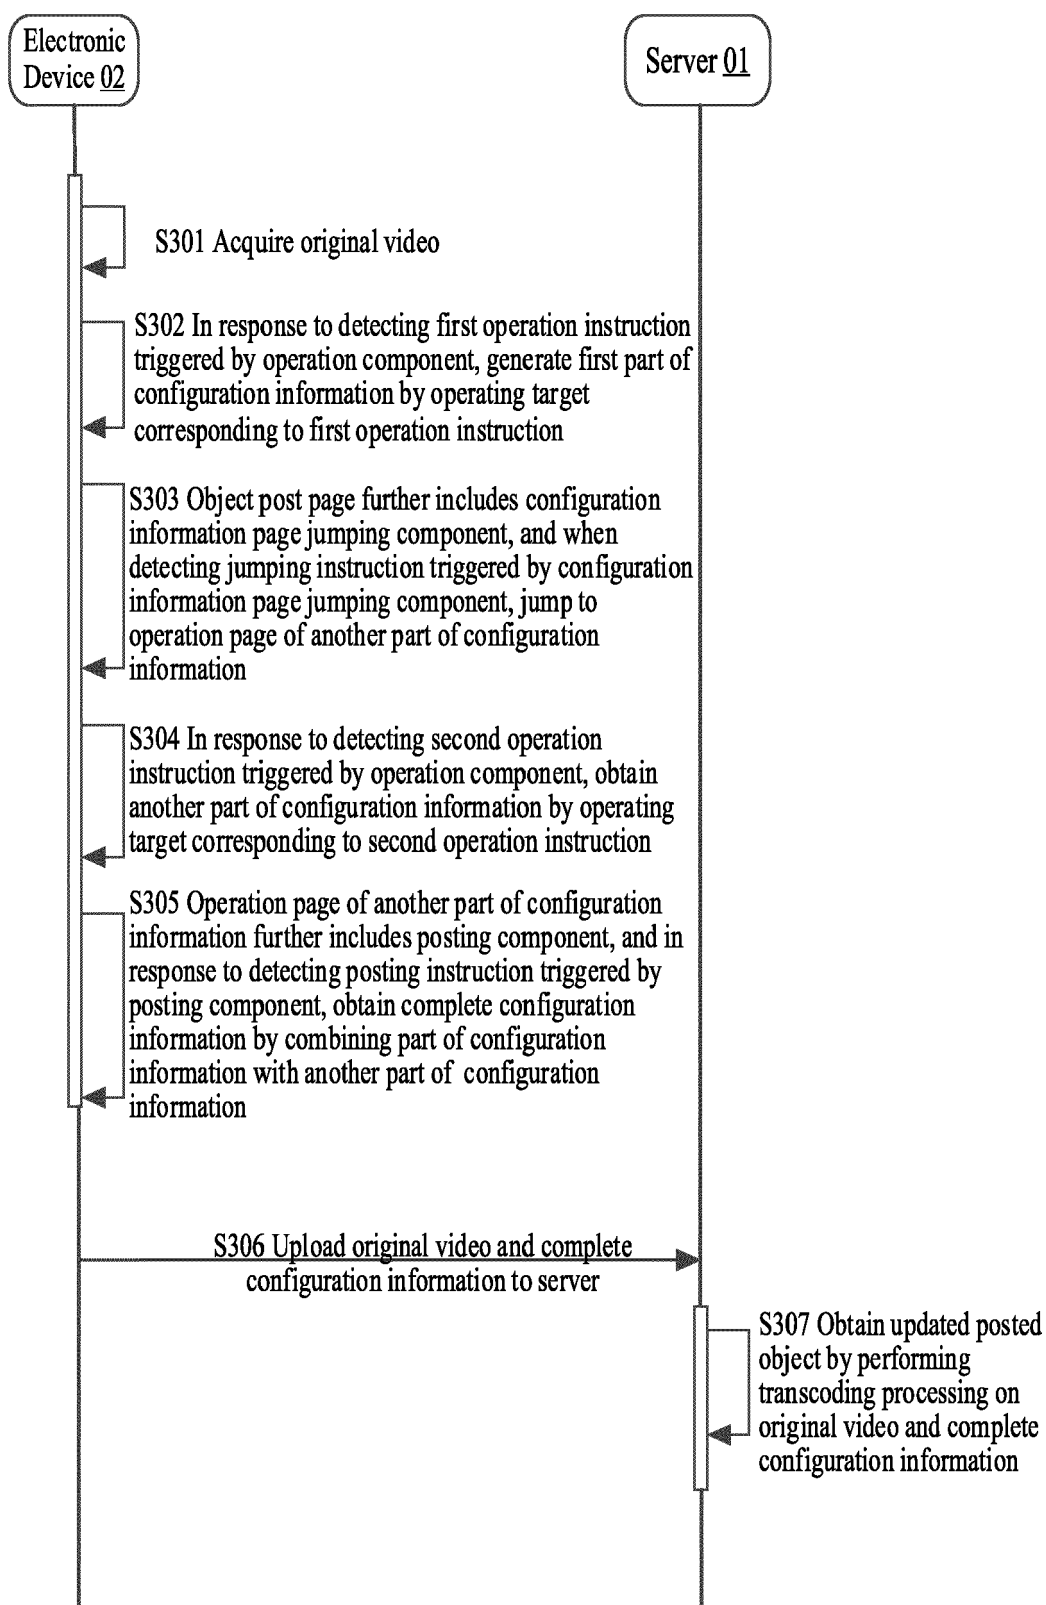 Electronic
Device 02
Server 01
S301 Acquire original video
S302 In response to detecting first operation instruction
triggered by operation component, generate first part of
configuration information by operating target
corresponding to first operation instruction
S303 Object post page further includes configuration
information page jumping component, and when
detecting jumping instruction triggered by configuration
information page jumping component, jump to
operation page of another part of configuration
information
S304 In response to detecting second operation
instruction triggered by operation component, obtain
another part of configuration information by operating
target corresponding to second operation instruction
S305 Operation page of another part of configuration
information further includes posting component, and in
response to detecting posting instruction triggered by
posting component, obtain complete configuration
information by combining part of configuration
information with another part of configuration
information
S306 Upload original video and complete
configuration information to server
S307 Obtain updated posted
object by performing
transcoding processing on
original video and complete
configuration information